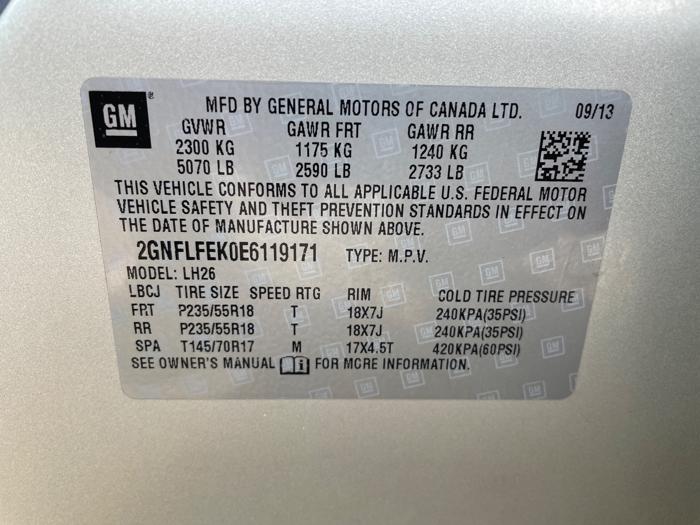 GM ® MFD BY GENERAL MOTORS OF CANADA LTD. 09/13
GVWR GAWR FRT GAWR RR
2300 KG 1175 KG 1240 KG
5070 LB 2590 LB 2733 LB
THIS VEHICLE CONFORMS TO ALL APPLICABLE U.S. FEDERAL MOTOR
VEHICLE SAFETY AND THEFT PREVENTION STANDARDS IN EFFECT ON
THE DATE OF MANUFACTURE SHOWN ABOVE.
2GNFLFEK0E6119171 TYPE: M.P.V.
MODEL: LH26
LBCJ TIRE SIZE SPEED RTG RIM COLD TIRE PRESSURE
FRT P235/55R18 T 18X7J 240KPA(35PSI)
RR P235/55R18 T 18X7J 240KPA(35PSI)
SPA T145/70R17 M 17X4.5T 420KPA(60PSI)
SEE OWNER'S MANUAL FOR MORE INFORMATION.